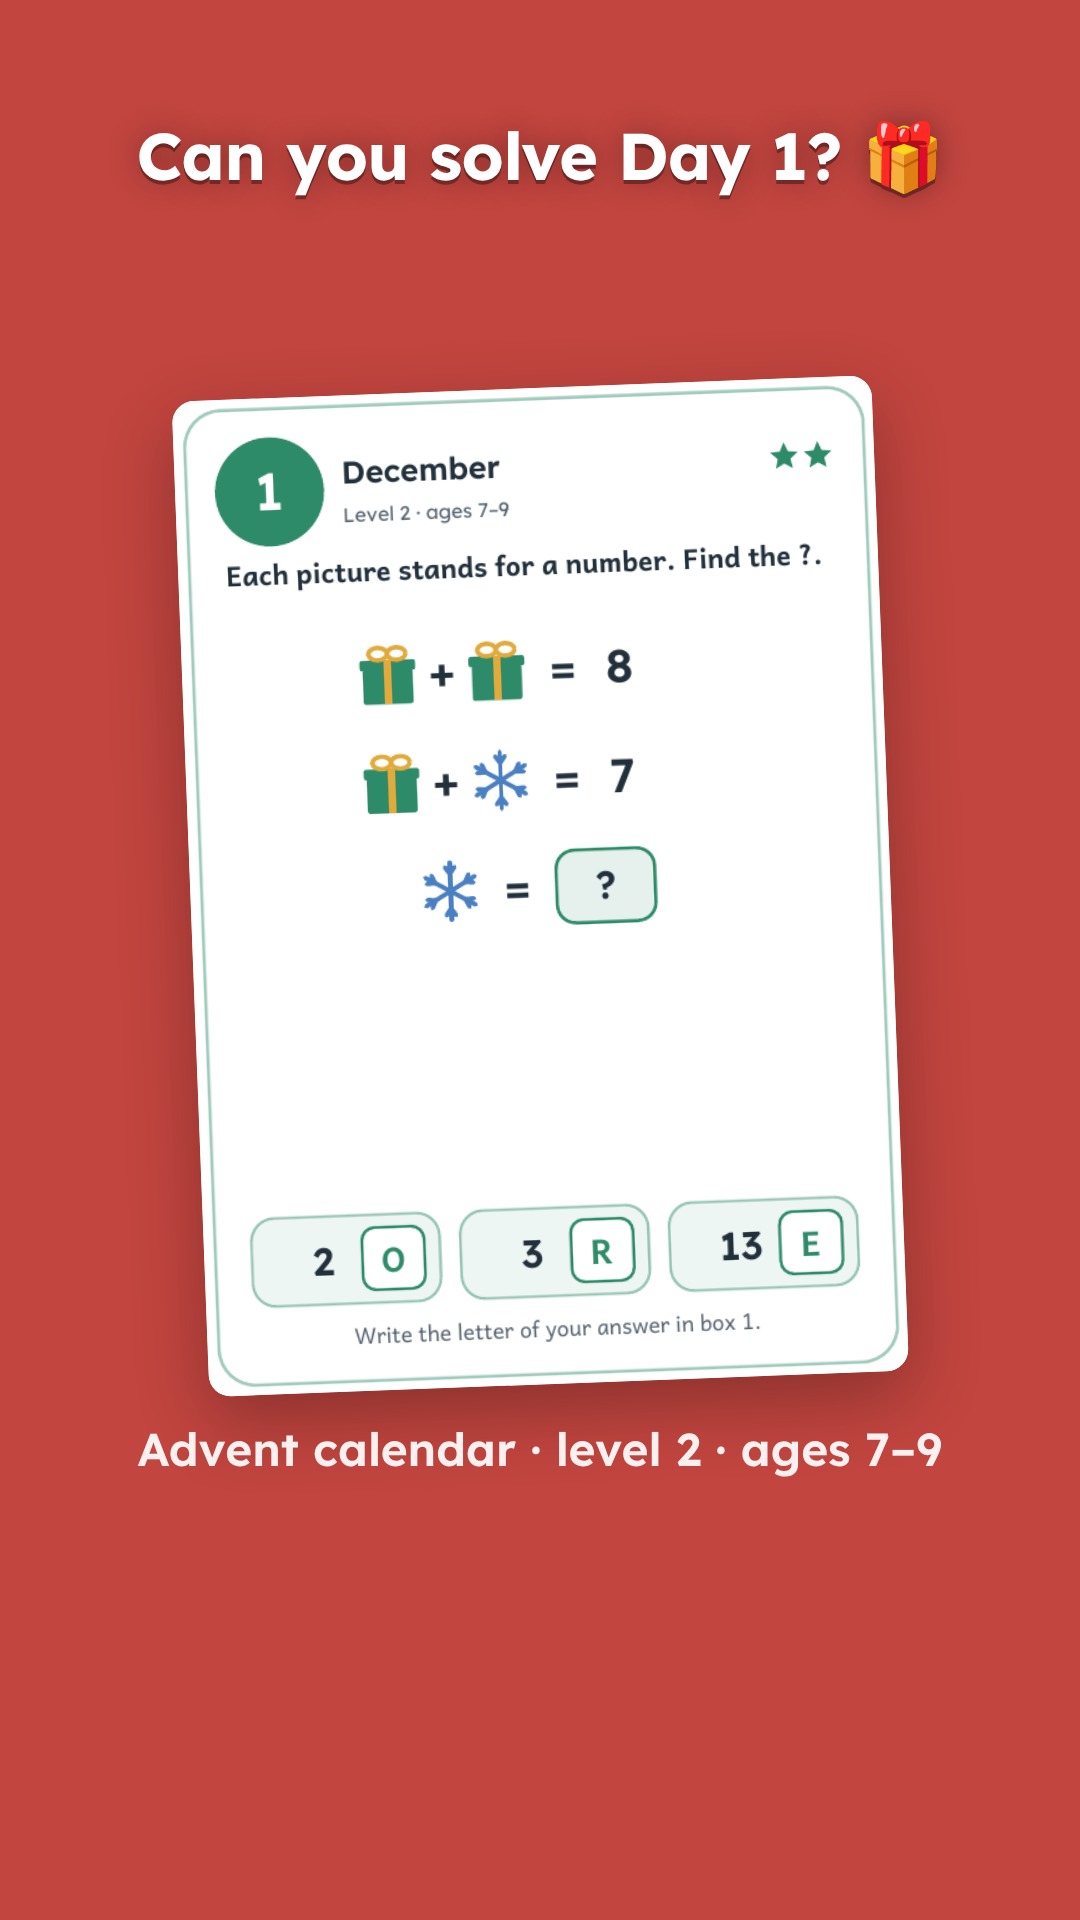 Can you solve Day 1? 🎁
1
December
Level 2 · ages 7–9
Each picture stands for a number. Find the ?.
+ = 8
+ = 7
= ?
2 O
3 R
13 E
Write the letter of your answer in box 1.
Advent calendar · level 2 · ages 7–9